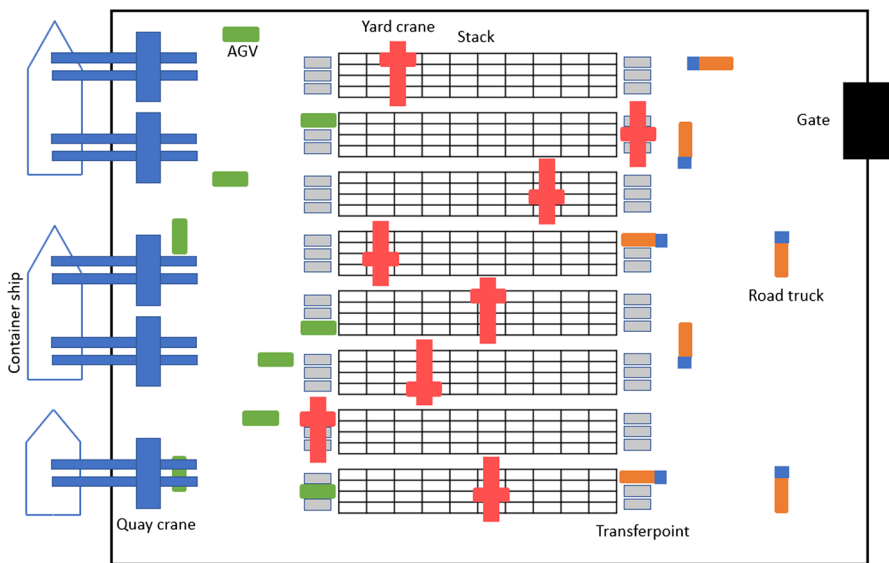 Yard crane
Stack
AGV
Gate
Container ship
Road truck
Quay crane
Transferpoint